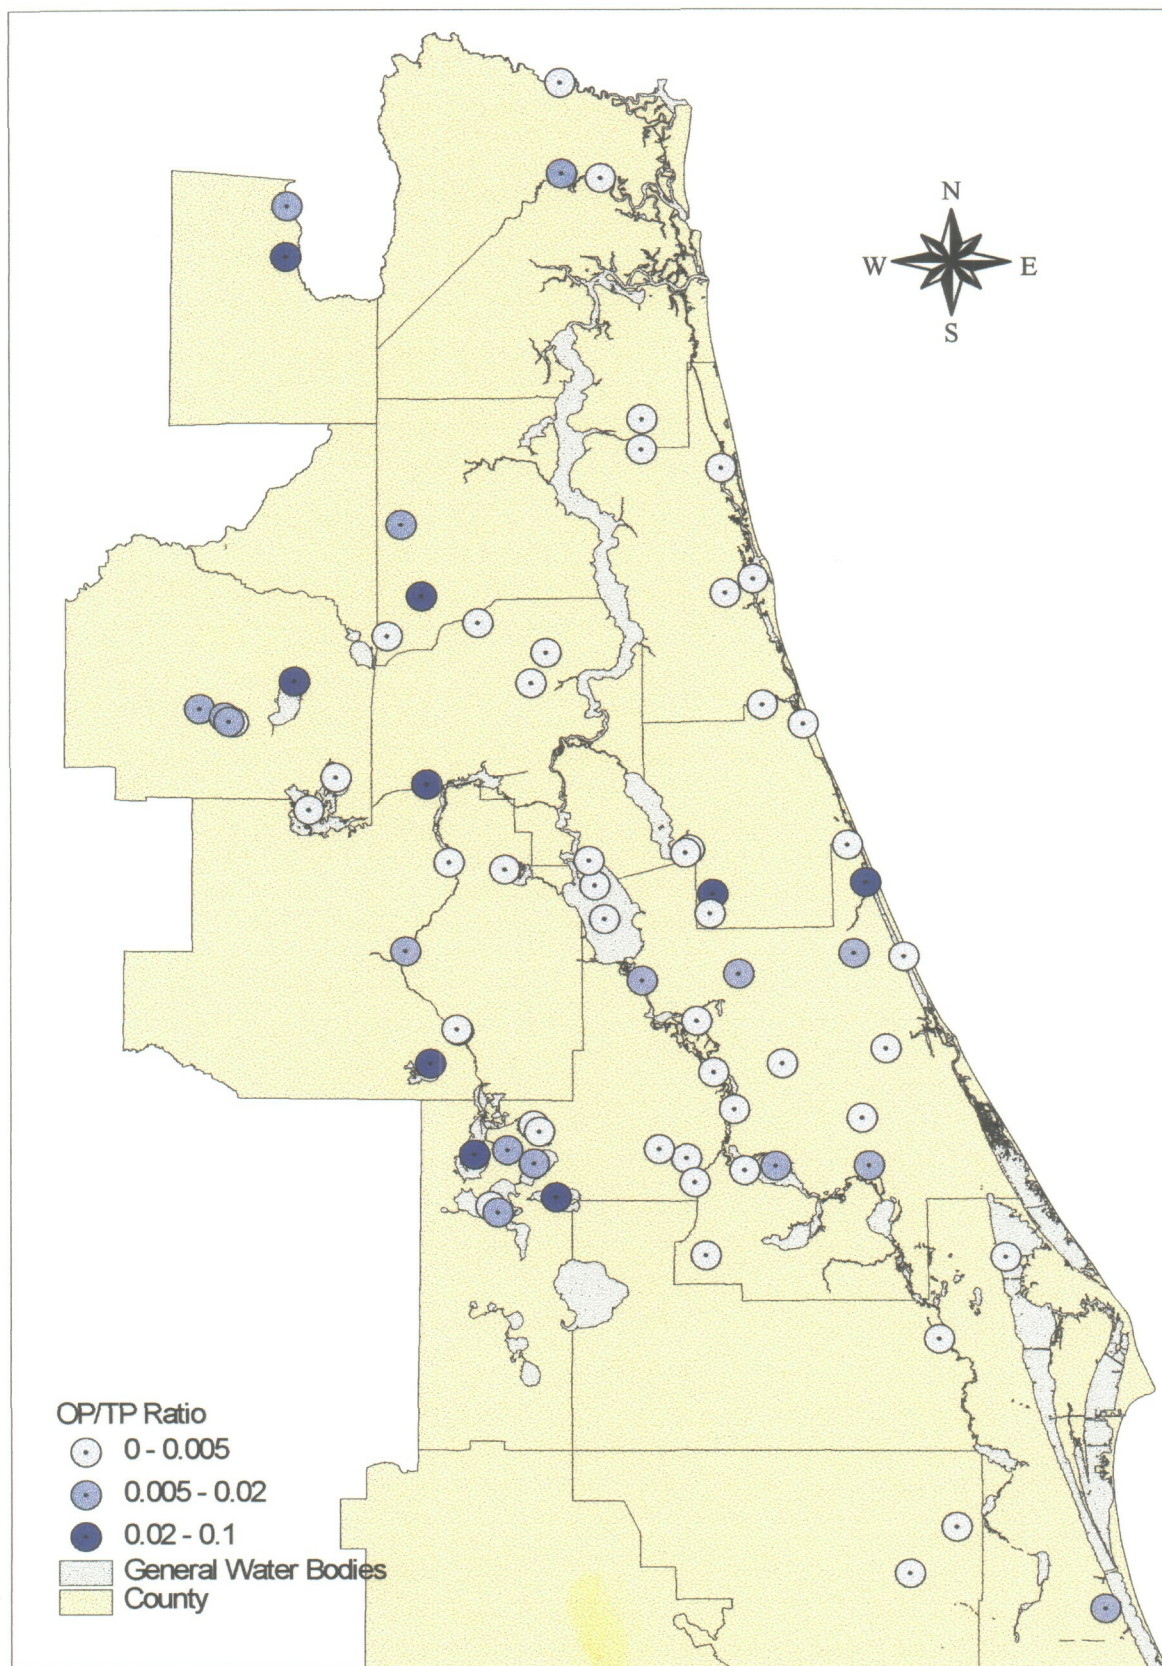 N
W E
S
OP/TP Ratio
0 - 0.005
0.005 - 0.02
0.02 - 0.1
General Water Bodies
County